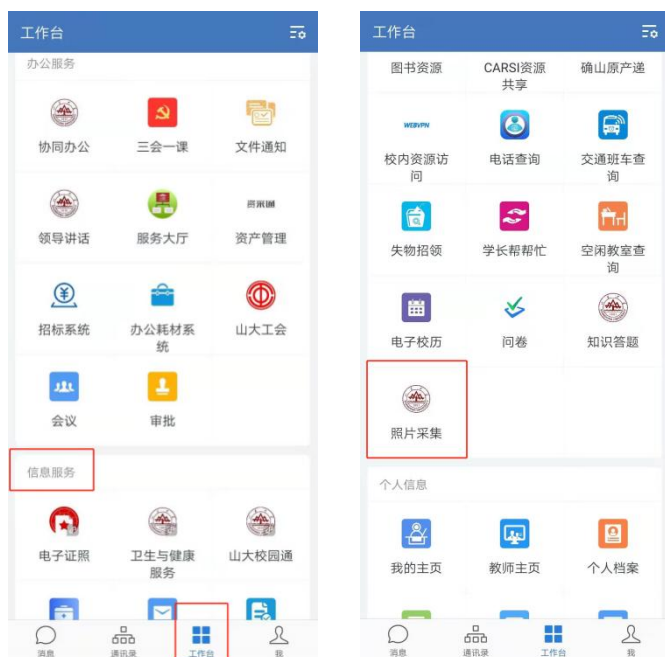 工作台
办公服务
协同办公 三会一课 文件通知
领导讲话 服务大厅 资产管理
招标系统 办公耗材系统 山大工会
会议 审批
信息服务
电子证照 卫生与健康服务 山大校园通
消息 通讯录 工作台 我
工作台
图书资源 CARSI资源共享 确山原产递
WEBVPN
校内资源访问 电话查询 交通班车查询
失物招领 学长帮帮忙 空闲教室查询
电子校历 问卷 知识答题
照片采集
个人信息
我的主页 教师主页 个人档案
消息 通讯录 工作台 我